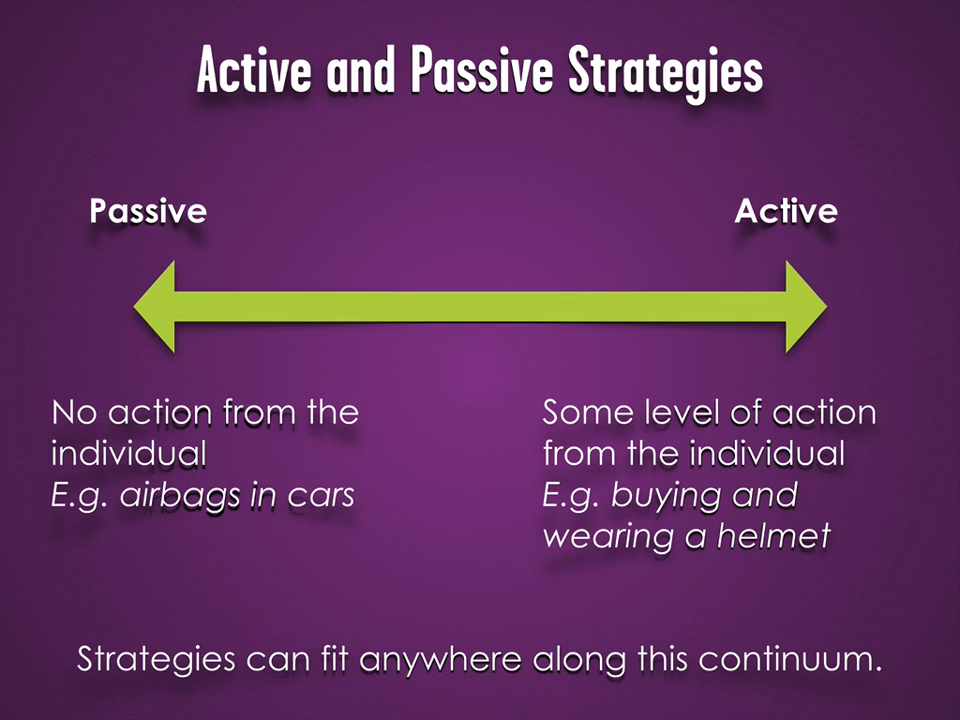 Active and Passive Strategies
Passive
Active
No action from the
individual
E.g. airbags in cars
Some level of action
from the individual
E.g. buying and
wearing a helmet
Strategies can fit anywhere along this continuum.